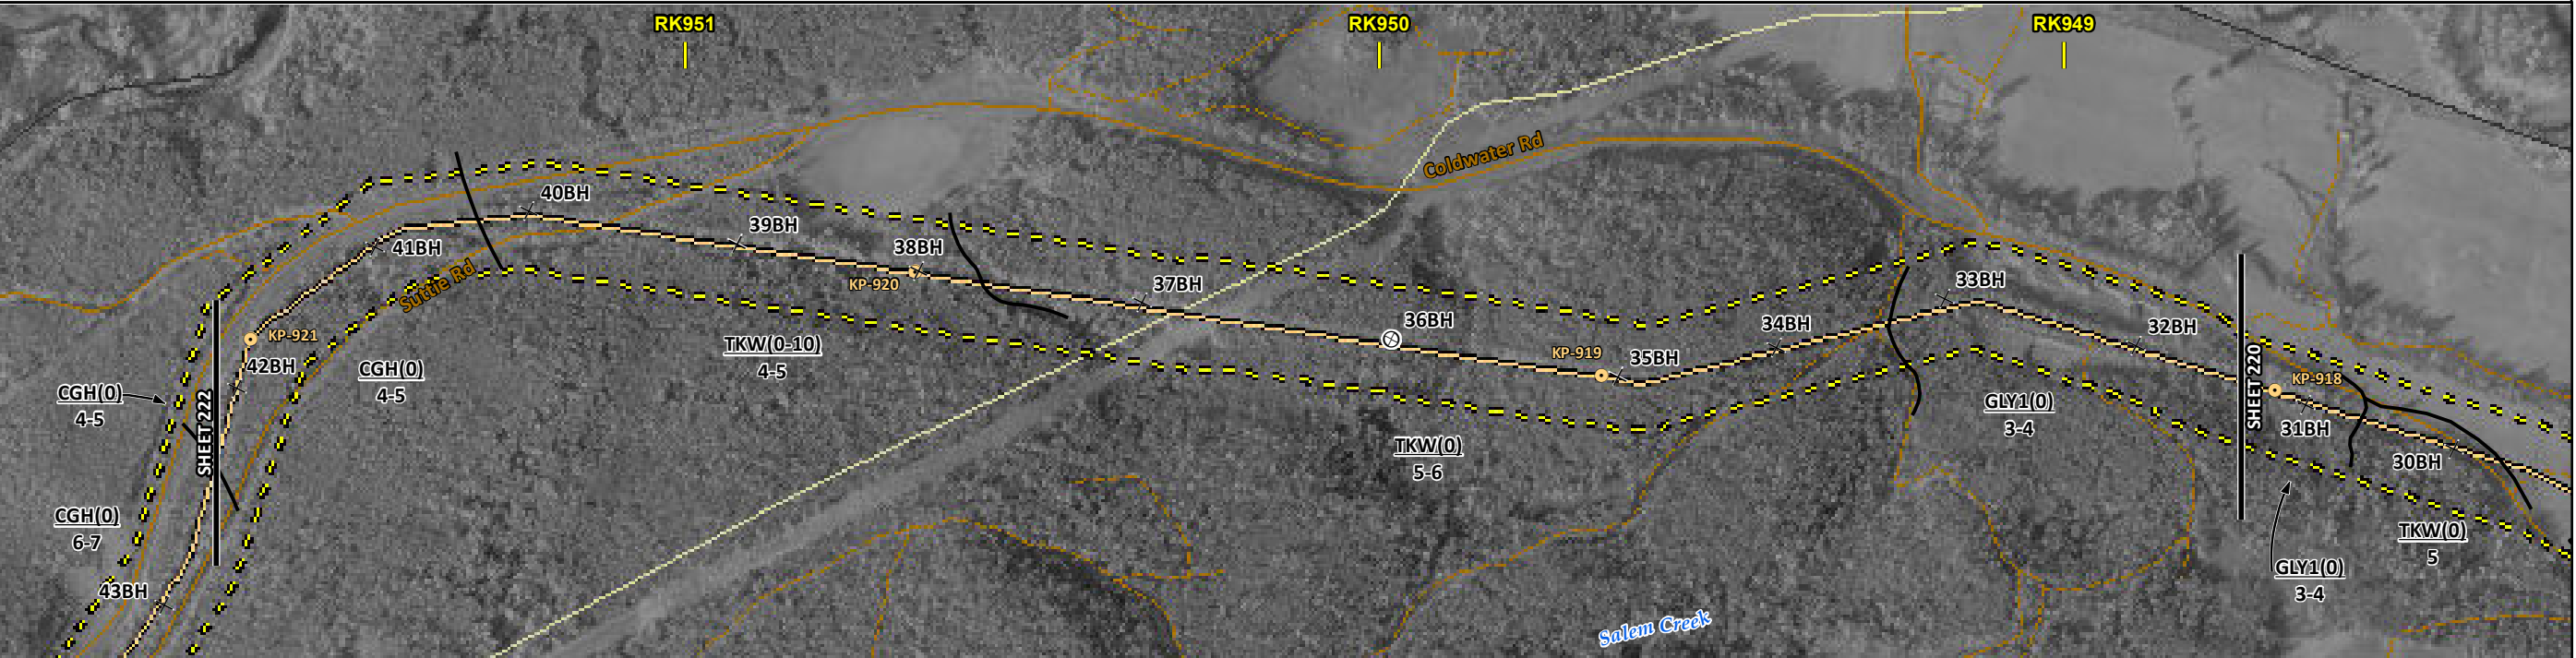 RK951
RK950
RK949
Coldwater Rd
40BH
39BH
38BH
41BH
Suttie Rd
KP-920
37BH
33BH
36BH
34BH
32BH
KP-921
42BH
TKW(0-10)
4-5
KP-919
35BH
KP-918
CGH(0)
4-5
CGH(0)
4-5
SHEET 222
SHEET 220
GLY1(0)
3-4
31BH
TKW(0)
5-6
30BH
CGH(0)
6-7
TKW(0)
5
GLY1(0)
3-4
43BH
Salem Creek